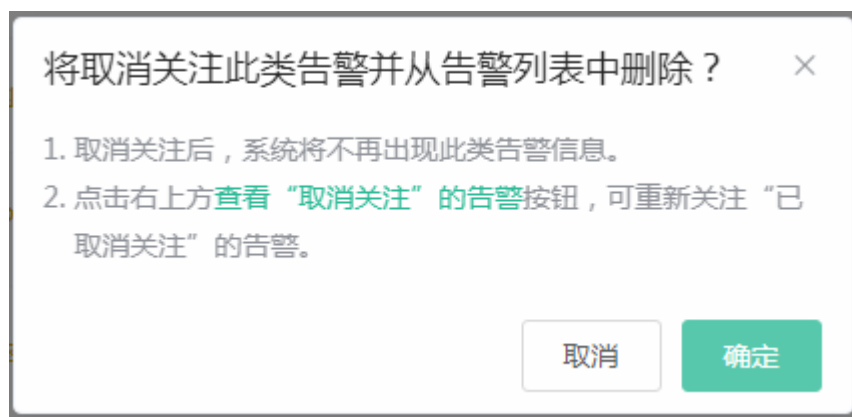 将取消关注此类告警并从告警列表中删除？
1. 取消关注后，系统将不再出现此类告警信息。
2. 点击右上方查看“取消关注”的告警按钮，可重新关注“已
取消关注”的告警。
取消
确定